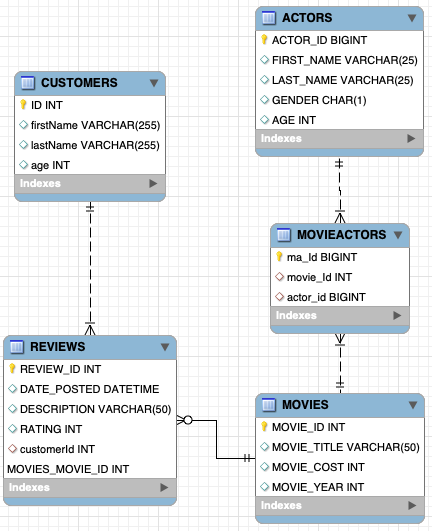 ACTORS
ACTOR_ID BIGINT
FIRST_NAME VARCHAR(25)
LAST_NAME VARCHAR(25)
GENDER CHAR(1)
AGE INT
Indexes
CUSTOMERS
ID INT
firstName VARCHAR(255)
lastName VARCHAR(255)
age INT
Indexes
MOVIEACTORS
ma_Id BIGINT
movie_Id INT
actor_id BIGINT
Indexes
REVIEWS
REVIEW_ID INT
DATE_POSTED DATETIME
DESCRIPTION VARCHAR(50)
RATING INT
customerId INT
MOVIES_MOVIE_ID INT
Indexes
MOVIES
MOVIE_ID INT
MOVIE_TITLE VARCHAR(50)
MOVIE_COST INT
MOVIE_YEAR INT
Indexes